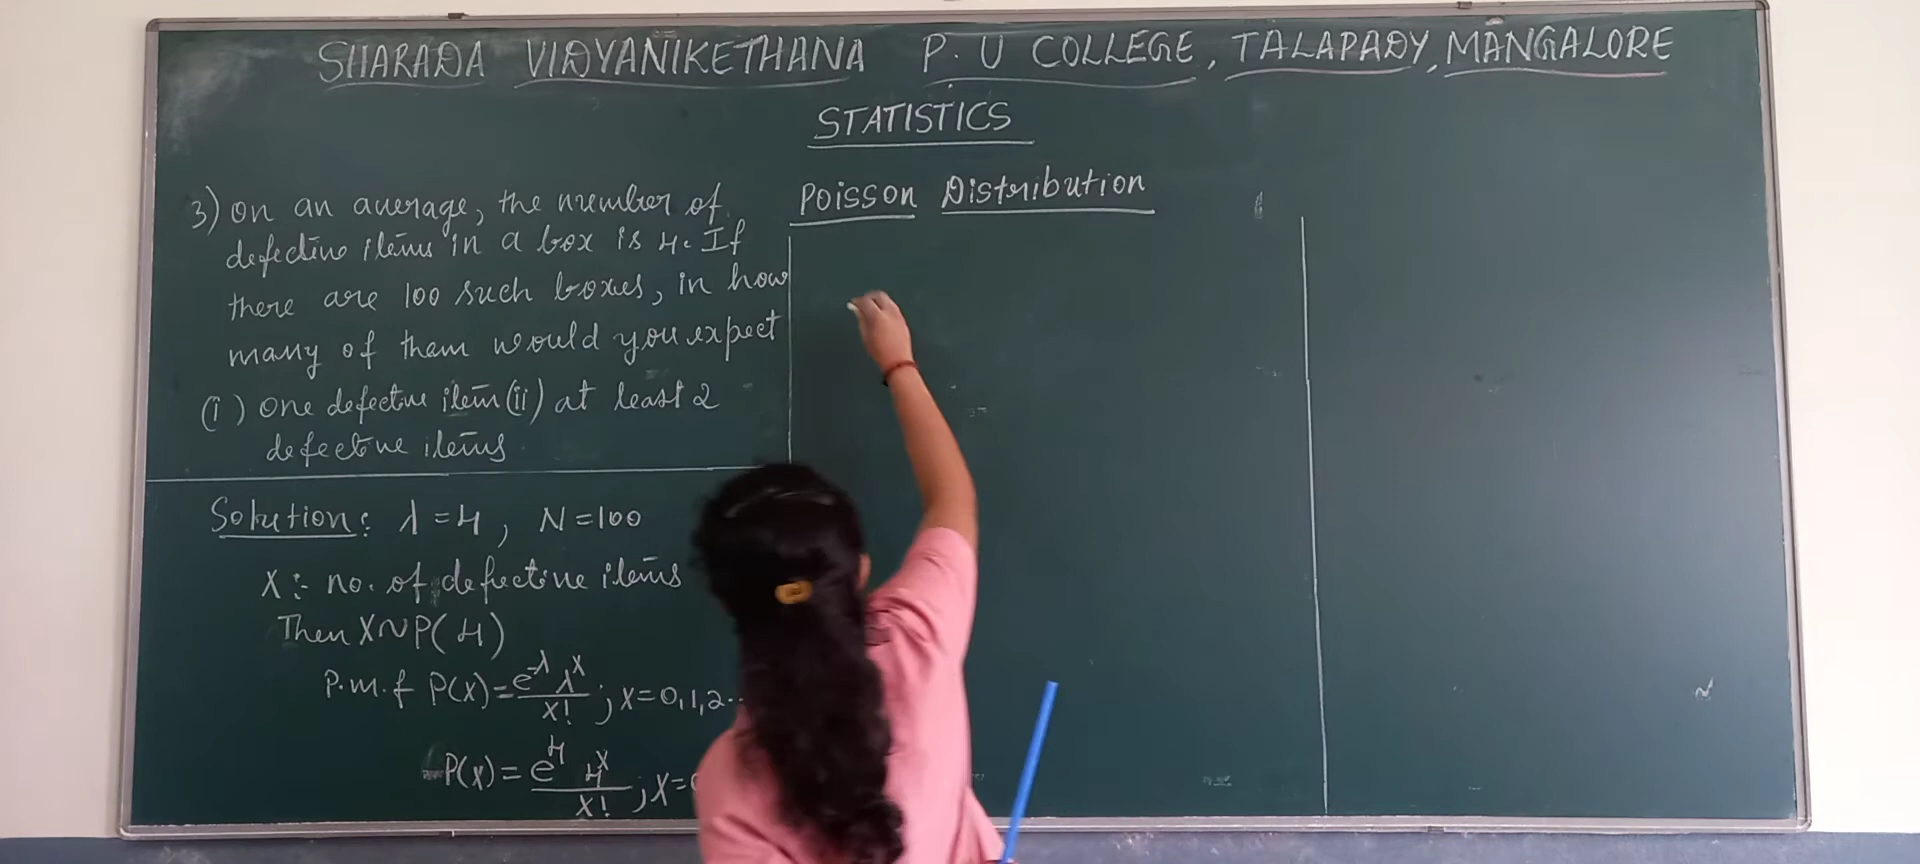 SHARADA VIDYANIKETHANA P.U COLLEGE, TALAPADY, MANGALORE
STATISTICS
Poisson Distribution
3) On an average, the number of
defective items in a box is 4. If
there are 100 such boxes, in how
many of them would you expect
(i) One defective item (ii) at least 2
defective items
Solution: λ = 4, N = 100
X :- no. of defective items
Then X~P(4)
P.m.f P(x) = e^-λ λ^x / x! ; x = 0,1,2..
P(x) = e^4 4^x / x! ; x =